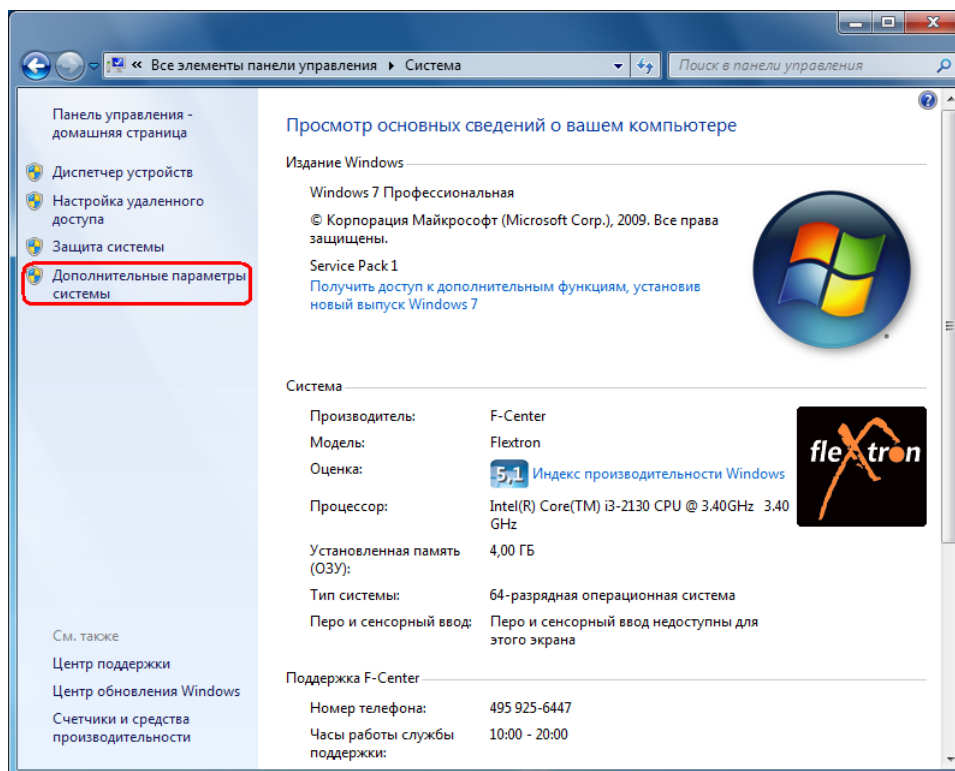 « Все элементы панели управления ▸ Система
Поиск в панели управления
Панель управления -
домашняя страница
Диспетчер устройств
Настройка удаленного
доступа
Защита системы
Дополнительные параметры
системы
См. также
Центр поддержки
Центр обновления Windows
Счетчики и средства
производительности
Просмотр основных сведений о вашем компьютере
Издание Windows
Windows 7 Профессиональная
© Корпорация Майкрософт (Microsoft Corp.), 2009. Все права
защищены.
Service Pack 1
Получить доступ к дополнительным функциям, установив
новый выпуск Windows 7
Система
Производитель: F-Center
Модель: Flextron
Оценка: 5,1 Индекс производительности Windows
Процессор: Intel(R) Core(TM) i3-2130 CPU @ 3.40GHz 3.40
GHz
Установленная память 4,00 ГБ
(ОЗУ):
Тип системы: 64-разрядная операционная система
Перо и сенсорный ввод: Перо и сенсорный ввод недоступны для
этого экрана
flextron
Поддержка F-Center
Номер телефона: 495 925-6447
Часы работы службы 10:00 - 20:00
поддержки: